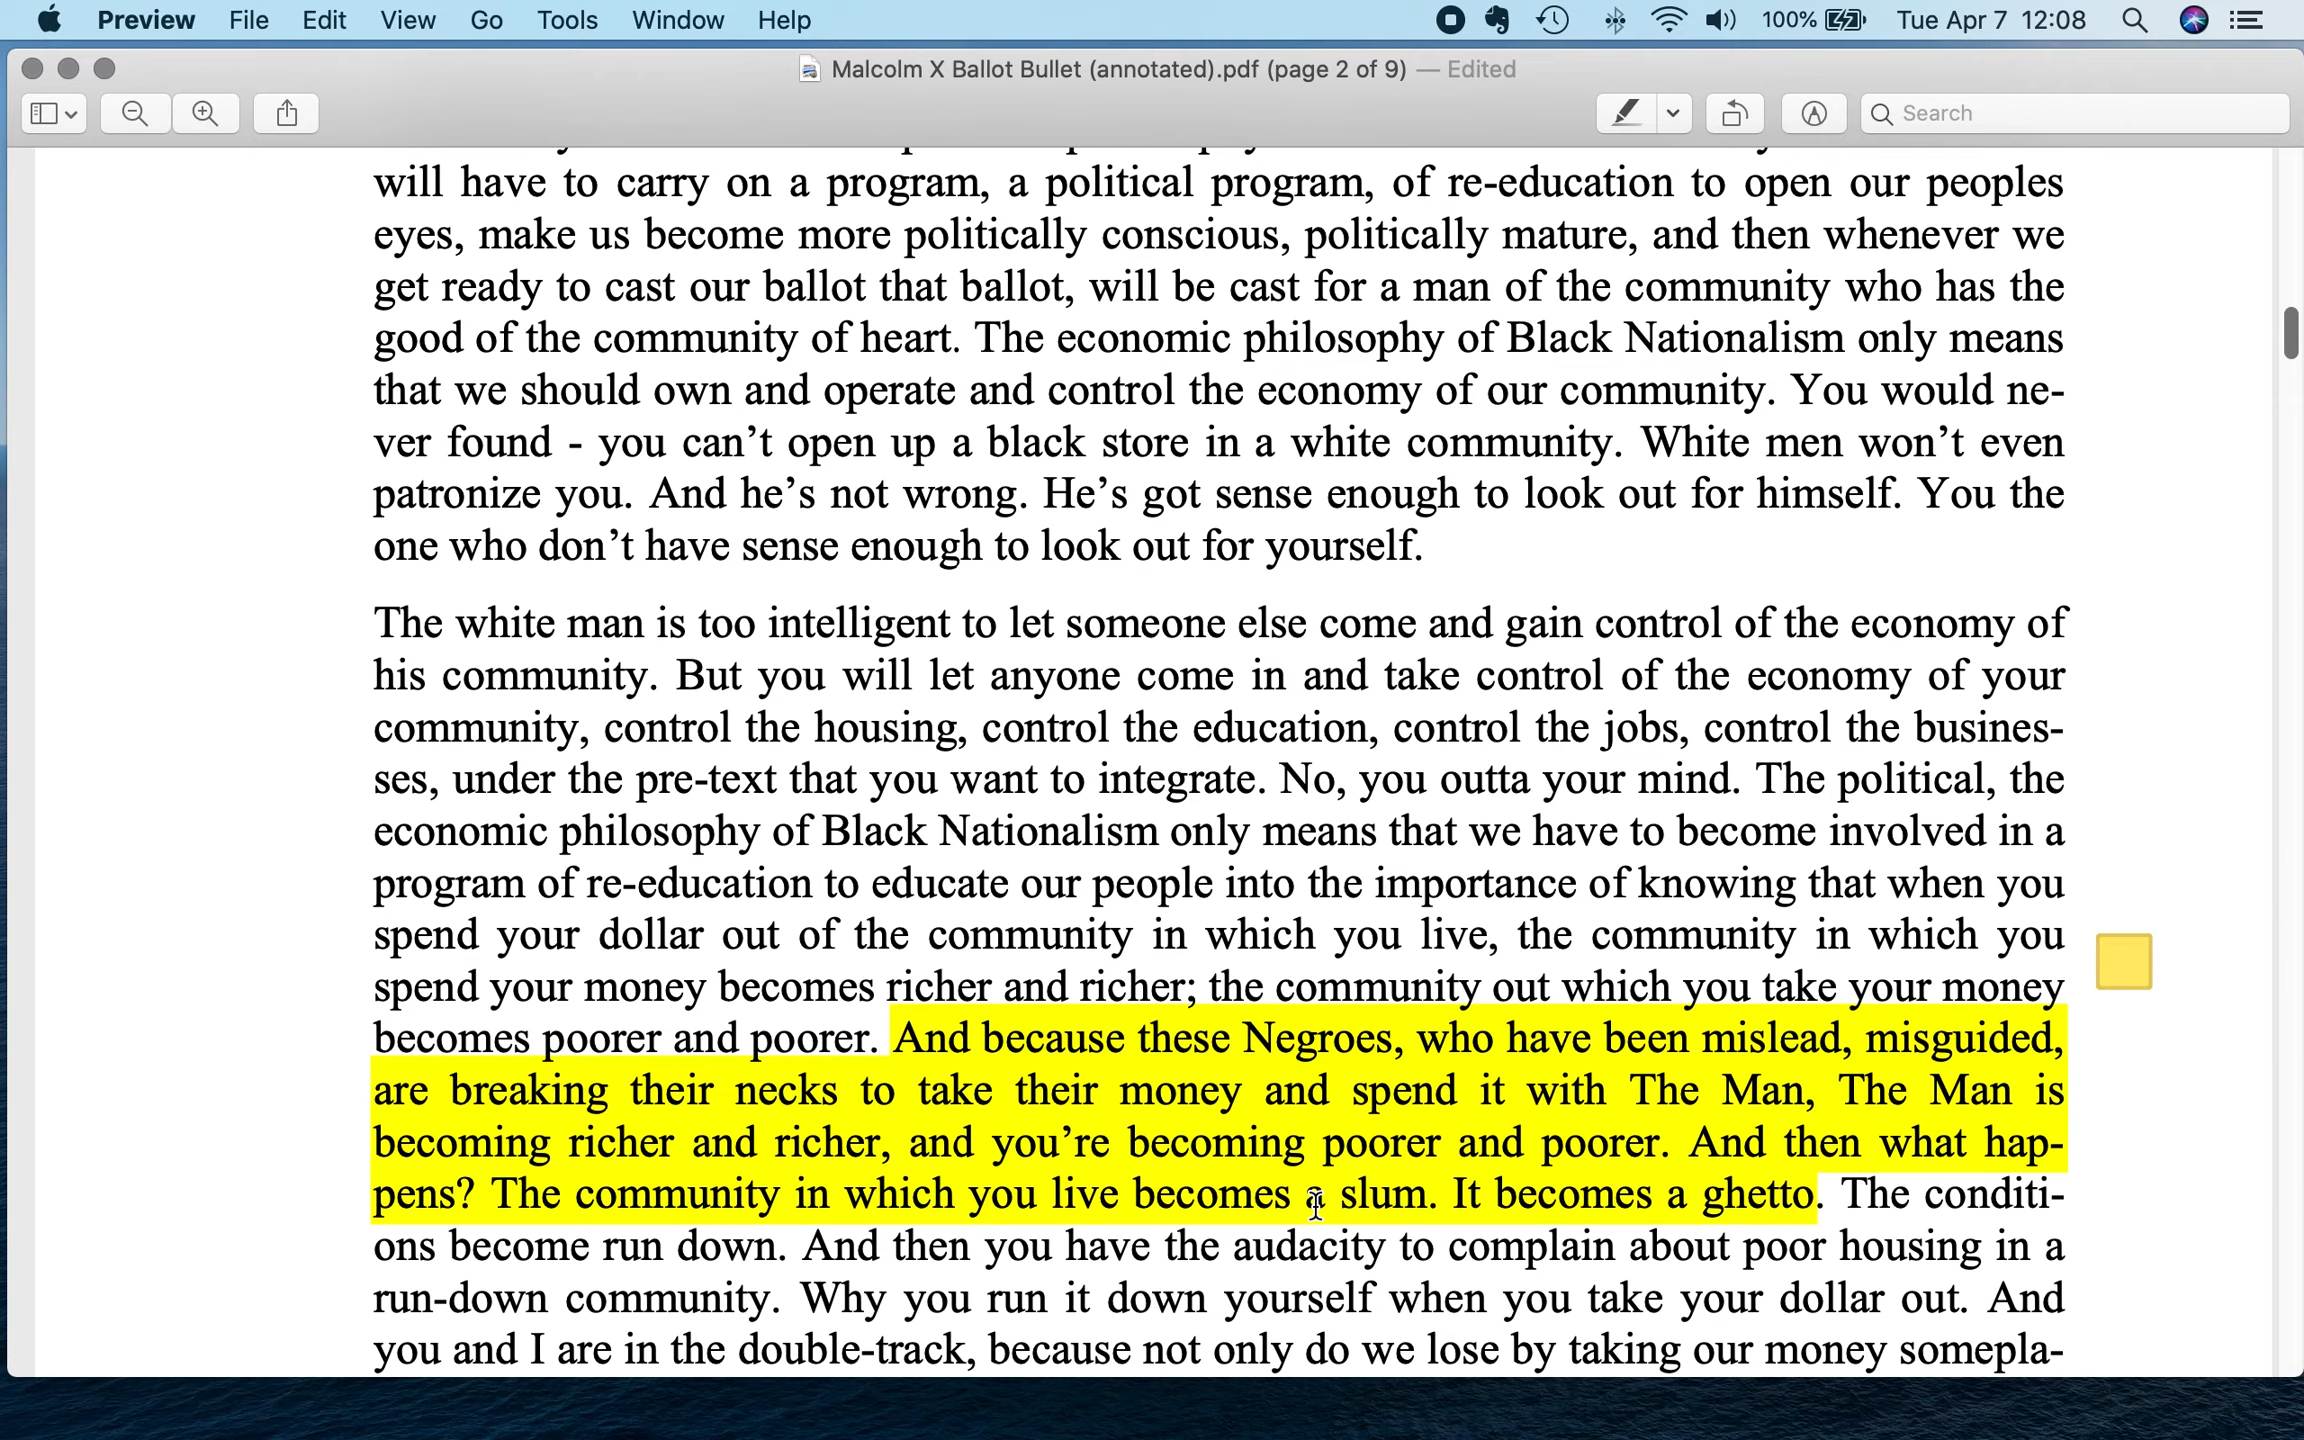 Preview File Edit View Go Tools Window Help 100% Tue Apr 7 12:08
Malcolm X Ballot Bullet (annotated).pdf (page 2 of 9) — Edited
Search
will have to carry on a program, a political program, of re-education to open our peoples
eyes, make us become more politically conscious, politically mature, and then whenever we
get ready to cast our ballot that ballot, will be cast for a man of the community who has the
good of the community of heart. The economic philosophy of Black Nationalism only means
that we should own and operate and control the economy of our community. You would ne-
ver found - you can’t open up a black store in a white community. White men won’t even
patronize you. And he’s not wrong. He’s got sense enough to look out for himself. You the
one who don’t have sense enough to look out for yourself.
The white man is too intelligent to let someone else come and gain control of the economy of
his community. But you will let anyone come in and take control of the economy of your
community, control the housing, control the education, control the jobs, control the busines-
ses, under the pre-text that you want to integrate. No, you outta your mind. The political, the
economic philosophy of Black Nationalism only means that we have to become involved in a
program of re-education to educate our people into the importance of knowing that when you
spend your dollar out of the community in which you live, the community in which you
spend your money becomes richer and richer; the community out which you take your money
becomes poorer and poorer. And because these Negroes, who have been mislead, misguided,
are breaking their necks to take their money and spend it with The Man, The Man is
becoming richer and richer, and you’re becoming poorer and poorer. And then what hap-
pens? The community in which you live becomes a slum. It becomes a ghetto. The conditi-
ons become run down. And then you have the audacity to complain about poor housing in a
run-down community. Why you run it down yourself when you take your dollar out. And
you and I are in the double-track, because not only do we lose by taking our money somepla-